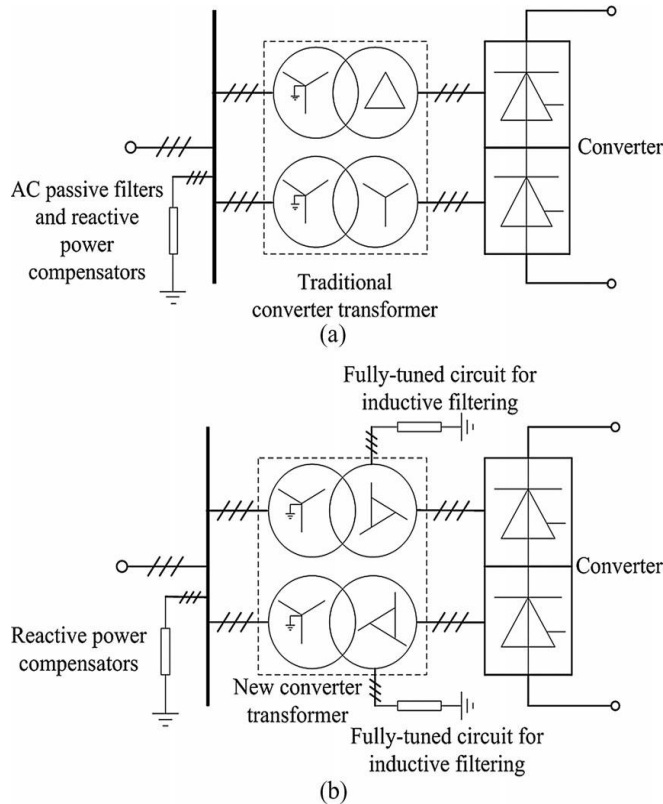 Converter
AC passive filters
and reactive
power
compensators
Traditional
converter transformer
(a)
Fully-tuned circuit for
inductive filtering
Converter
Reactive power
compensators
New converter
transformer
Fully-tuned circuit for
inductive filtering
(b)